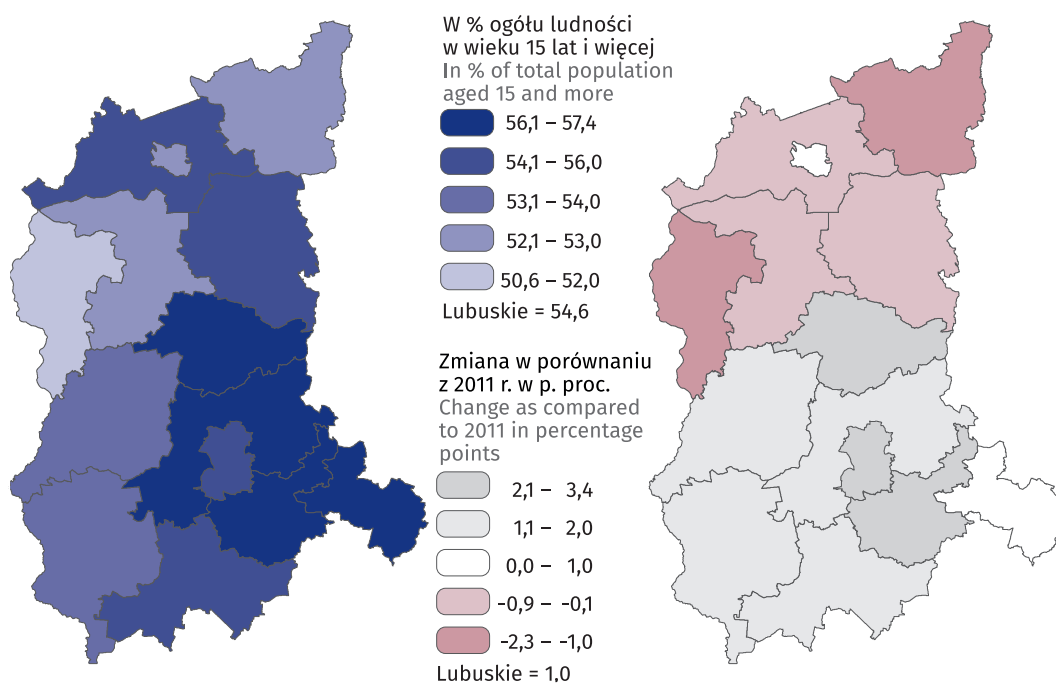 W % ogółu ludności
w wieku 15 lat i więcej
In % of total population
aged 15 and more
56,1 – 57,4
54,1 – 56,0
53,1 – 54,0
52,1 – 53,0
50,6 – 52,0
Lubuskie = 54,6
Zmiana w porównaniu
z 2011 r. w p. proc.
Change as compared
to 2011 in percentage
points
2,1 – 3,4
1,1 – 2,0
0,0 – 1,0
-0,9 – -0,1
-2,3 – -1,0
Lubuskie = 1,0